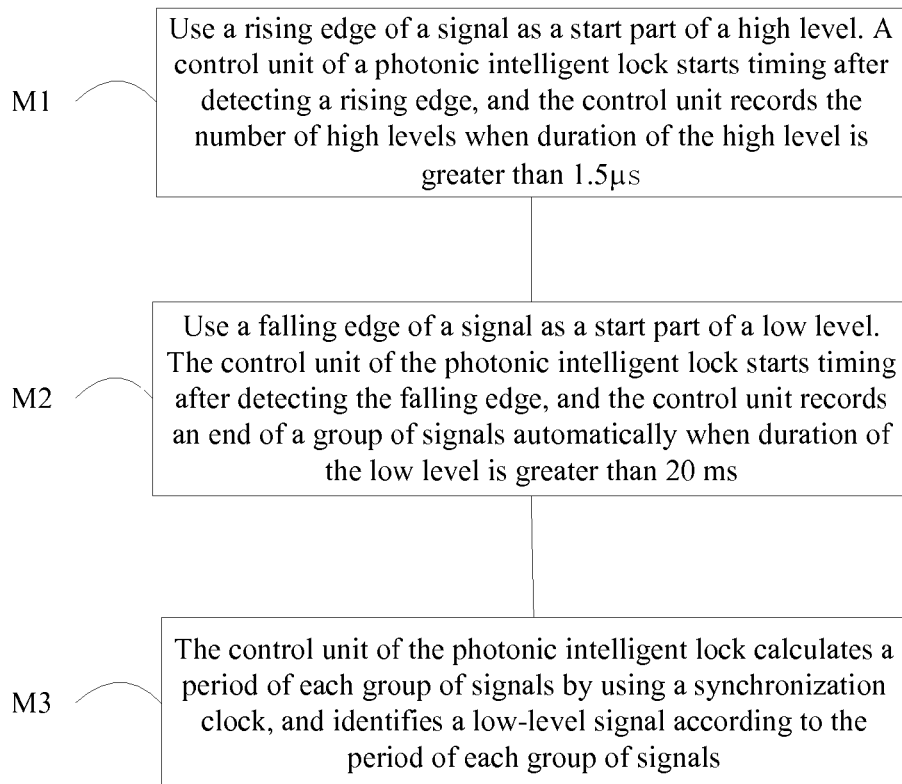 Use a rising edge of a signal as a start part of a high level. A
control unit of a photonic intelligent lock starts timing after
M1
detecting a rising edge, and the control unit records the
number of high levels when duration of the high level is
greater than 1.5μs
Use a falling edge of a signal as a start part of a low level.
The control unit of the photonic intelligent lock starts timing
M2
after detecting the falling edge, and the control unit records
an end of a group of signals automatically when duration of
the low level is greater than 20 ms
The control unit of the photonic intelligent lock calculates a
period of each group of signals by using a synchronization
M3
clock, and identifies a low-level signal according to the
period of each group of signals